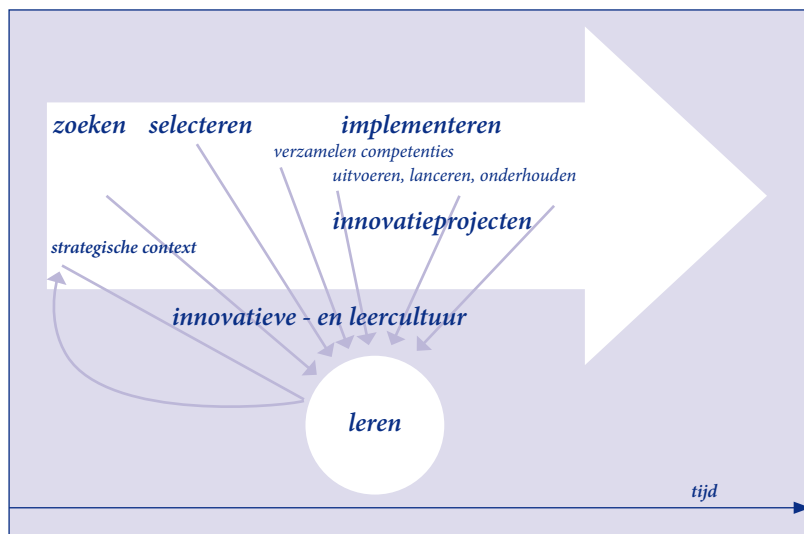 zoeken selecteren implementeren
verzamelen competenties
uitvoeren, lanceren, onderhouden
innovatieprojecten
strategische context
innovatieve - en leercultuur
leren
tijd